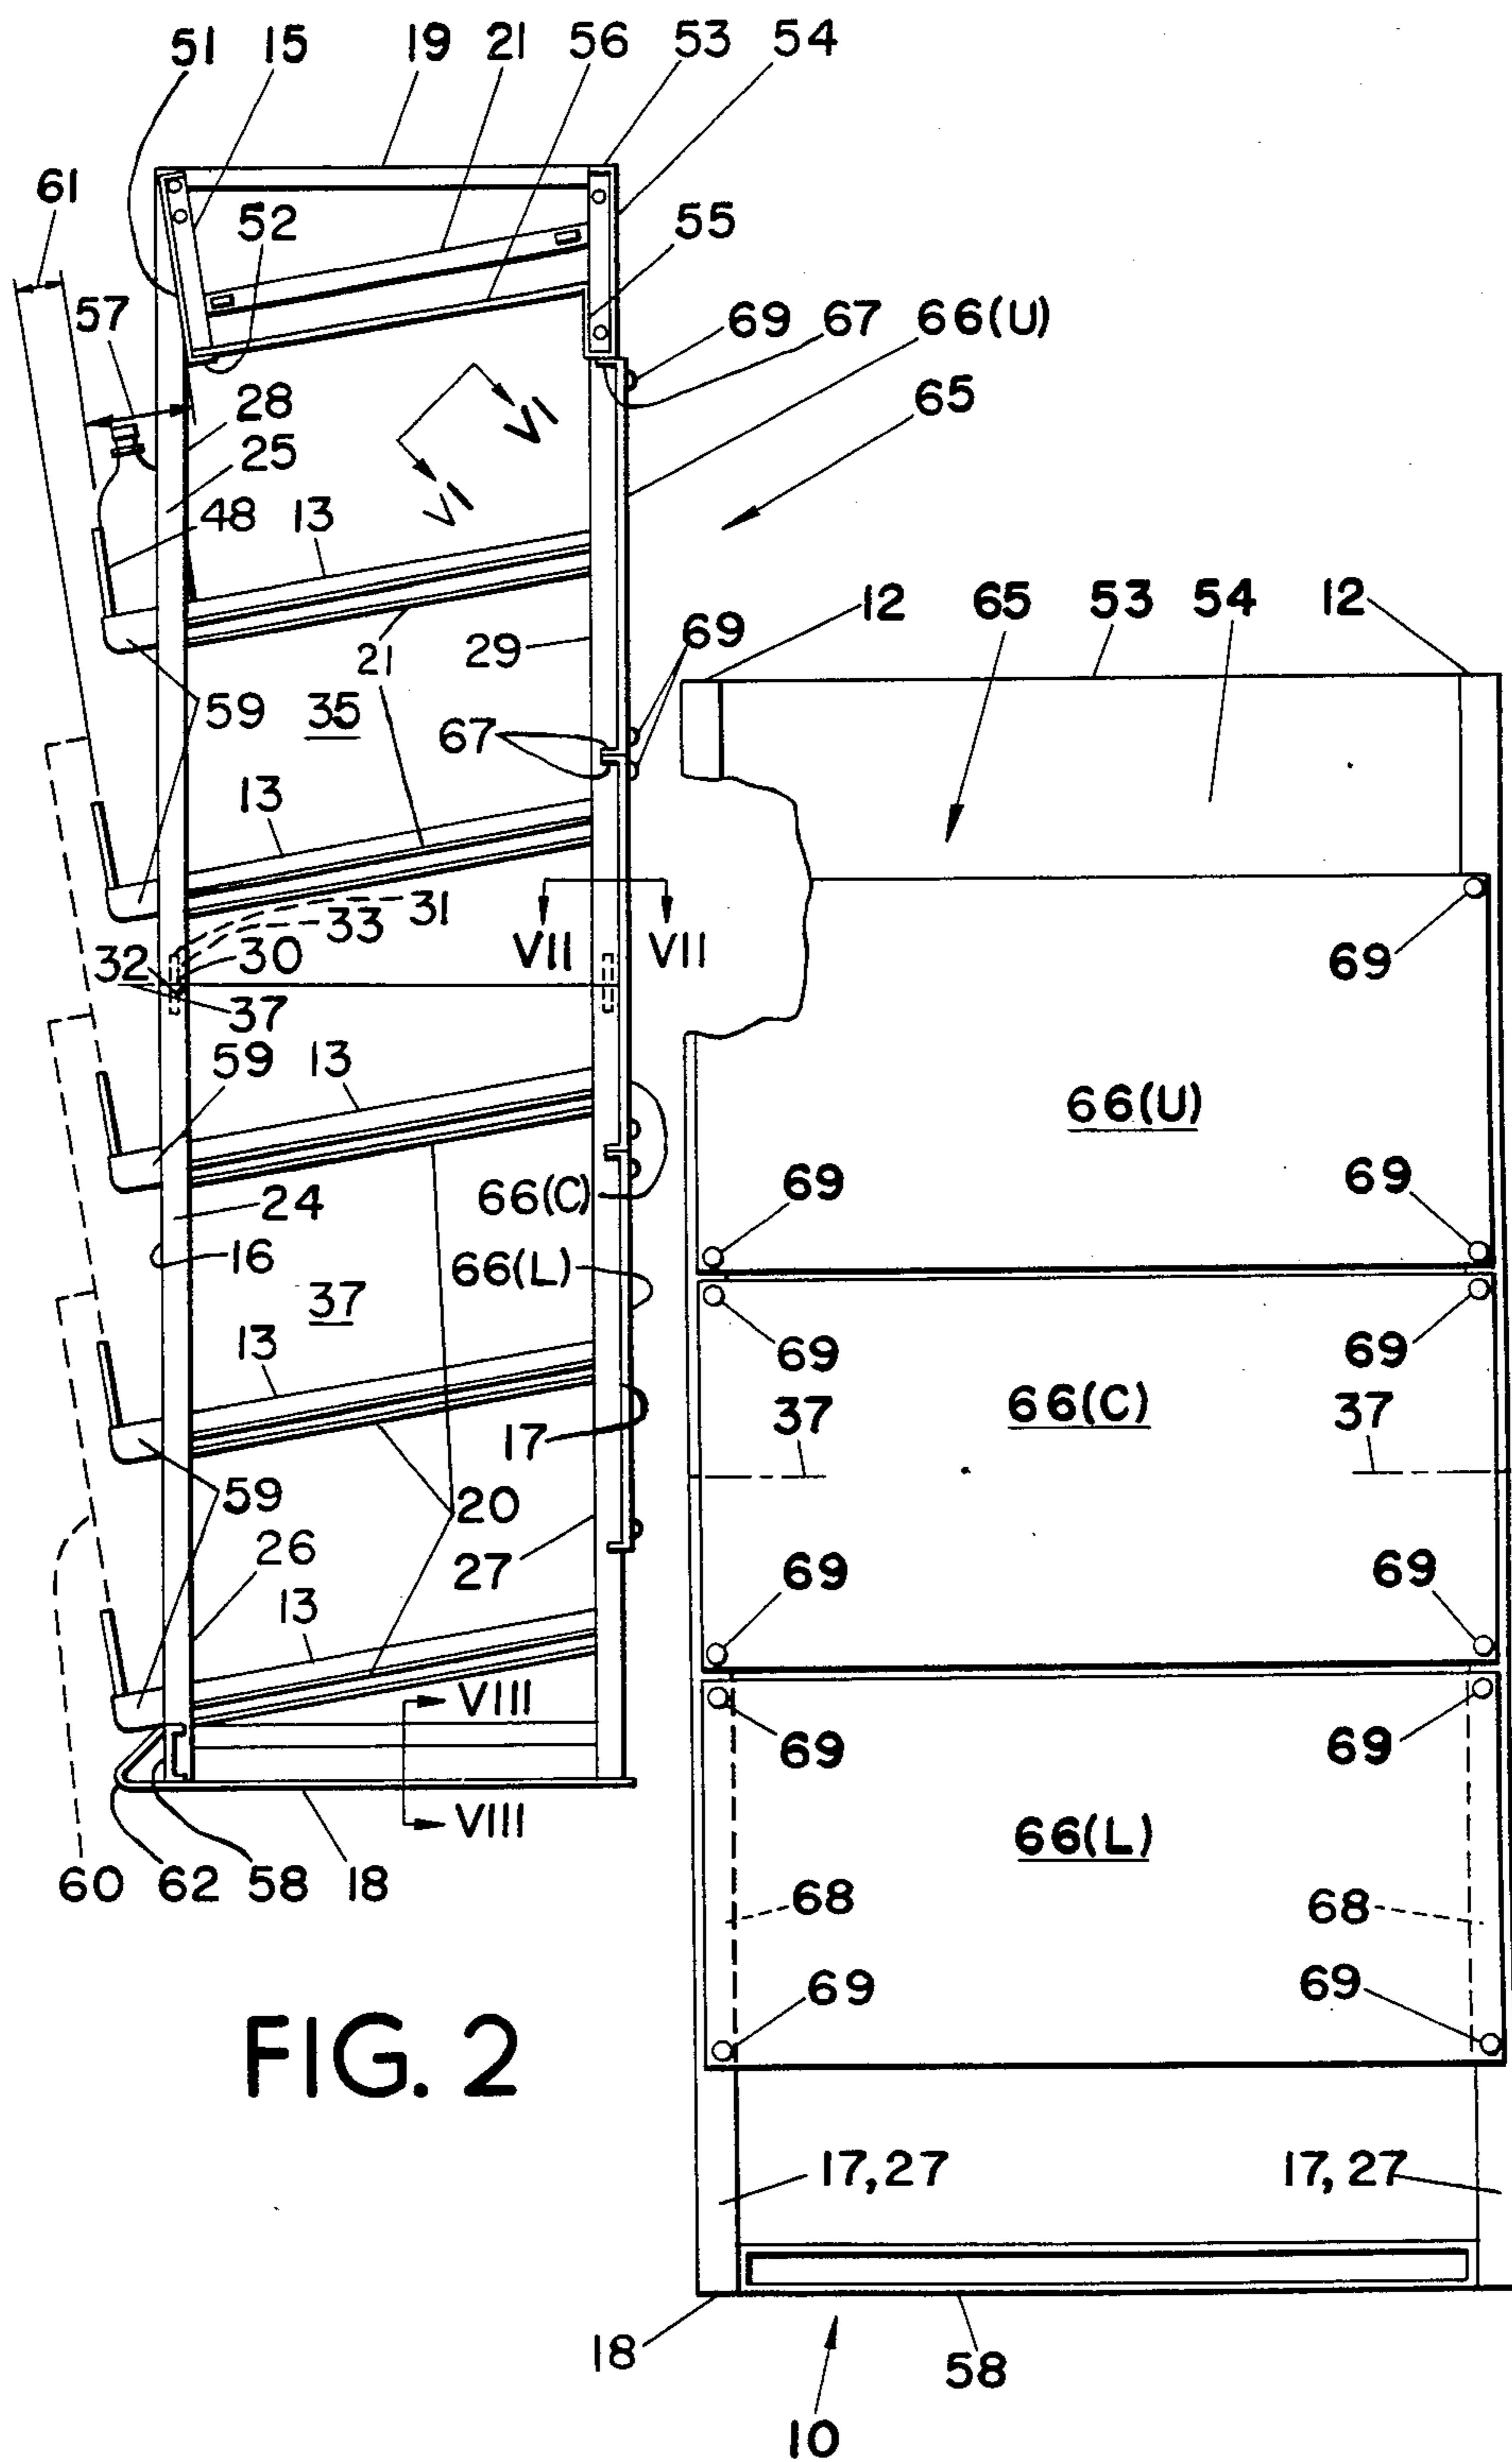 51 15 19 21 56 53 54
61
52
55
57
69 67 66(U)
28
VI
65
25
VI
48 13
12 65 53 54 12
21 29 69
59 35
67
13
31
33
VII VII
69
32 30
37
59 13
66(U)
69 69
66(C)
24
16 66(L)
37
69 69
13
66(C)
37 37
17
59 20
26 27
69 69
13
VIII
69 69
66(L)
VIII
60 62 58 18
68 68
69 69
FIG. 2
17, 27 17, 27
18
58
10